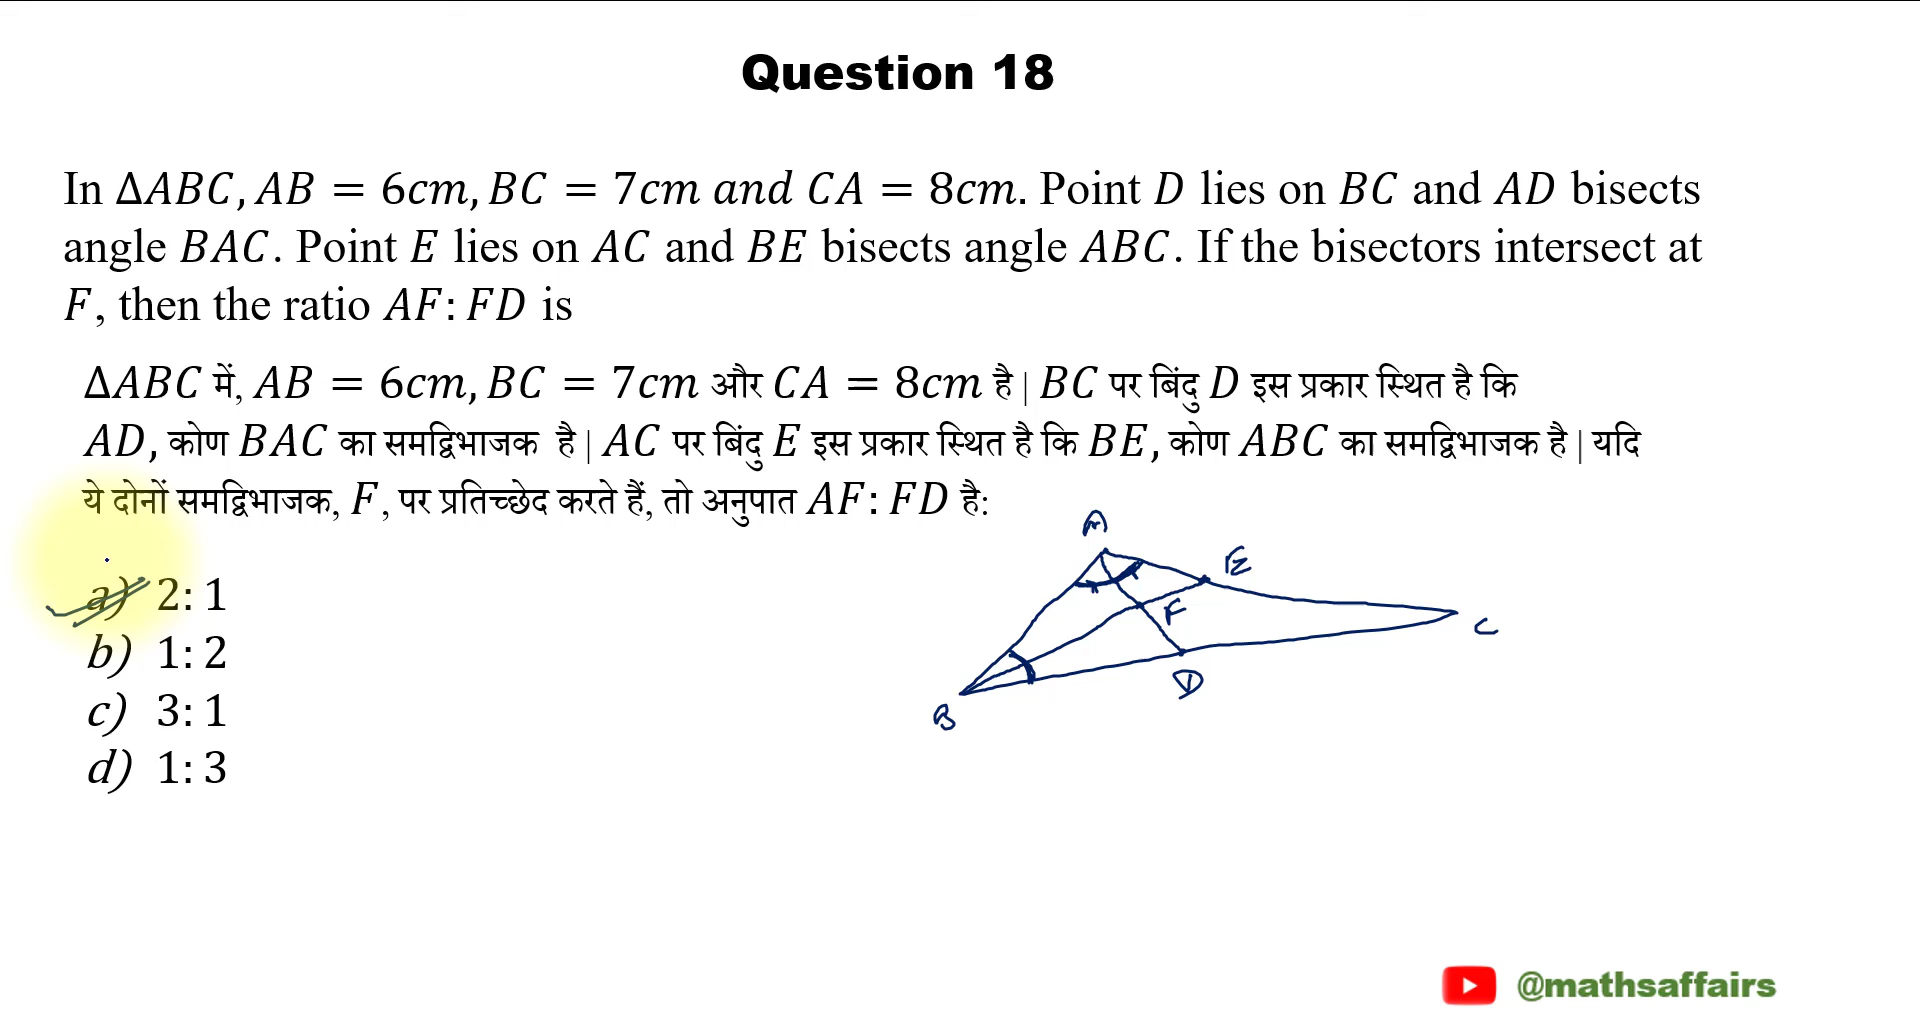 Question 18
In ΔABC, AB = 6cm, BC = 7cm and CA = 8cm. Point D lies on BC and AD bisects
angle BAC. Point E lies on AC and BE bisects angle ABC. If the bisectors intersect at
F, then the ratio AF: FD is
ΔABC में, AB = 6cm, BC = 7cm और CA = 8cm है | BC पर बिंदु D इस प्रकार स्थित है कि
AD, कोण BAC का समद्विभाजक है | AC पर बिंदु E इस प्रकार स्थित है कि BE, कोण ABC का समद्विभाजक है | यदि
ये दोनों समद्विभाजक, F, पर प्रतिच्छेद करते हैं, तो अनुपात AF: FD है:
A
E
a) 2: 1
F
C
b) 1: 2
D
B
c) 3: 1
d) 1: 3
@mathsaffairs